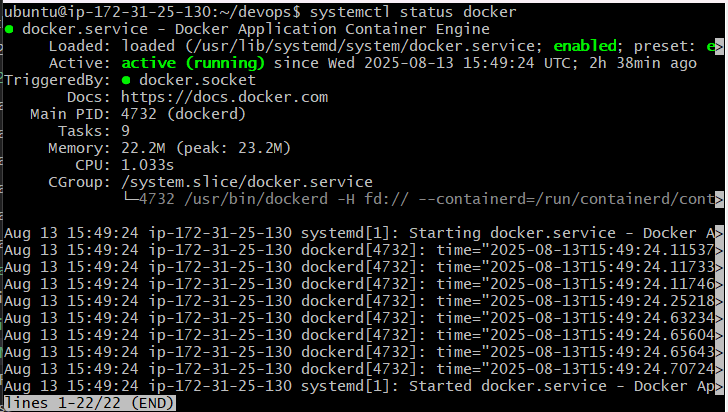 ubuntu@ip-172-31-25-130:~/devops$ systemctl status docker
● docker.service - Docker Application Container Engine
     Loaded: loaded (/usr/lib/systemd/system/docker.service; enabled; preset: e>
     Active: active (running) since Wed 2025-08-13 15:49:24 UTC; 2h 38min ago
TriggeredBy: ● docker.socket
       Docs: https://docs.docker.com
   Main PID: 4732 (dockerd)
      Tasks: 9
     Memory: 22.2M (peak: 23.2M)
        CPU: 1.033s
     CGroup: /system.slice/docker.service
             └─4732 /usr/bin/dockerd -H fd:// --containerd=/run/containerd/cont>
Aug 13 15:49:24 ip-172-31-25-130 systemd[1]: Starting docker.service - Docker A>
Aug 13 15:49:24 ip-172-31-25-130 dockerd[4732]: time="2025-08-13T15:49:24.11537>
Aug 13 15:49:24 ip-172-31-25-130 dockerd[4732]: time="2025-08-13T15:49:24.11733>
Aug 13 15:49:24 ip-172-31-25-130 dockerd[4732]: time="2025-08-13T15:49:24.11746>
Aug 13 15:49:24 ip-172-31-25-130 dockerd[4732]: time="2025-08-13T15:49:24.25218>
Aug 13 15:49:24 ip-172-31-25-130 dockerd[4732]: time="2025-08-13T15:49:24.63234>
Aug 13 15:49:24 ip-172-31-25-130 dockerd[4732]: time="2025-08-13T15:49:24.65604>
Aug 13 15:49:24 ip-172-31-25-130 dockerd[4732]: time="2025-08-13T15:49:24.65643>
Aug 13 15:49:24 ip-172-31-25-130 dockerd[4732]: time="2025-08-13T15:49:24.70724>
Aug 13 15:49:24 ip-172-31-25-130 systemd[1]: Started docker.service - Docker Ap>
lines 1-22/22 (END)